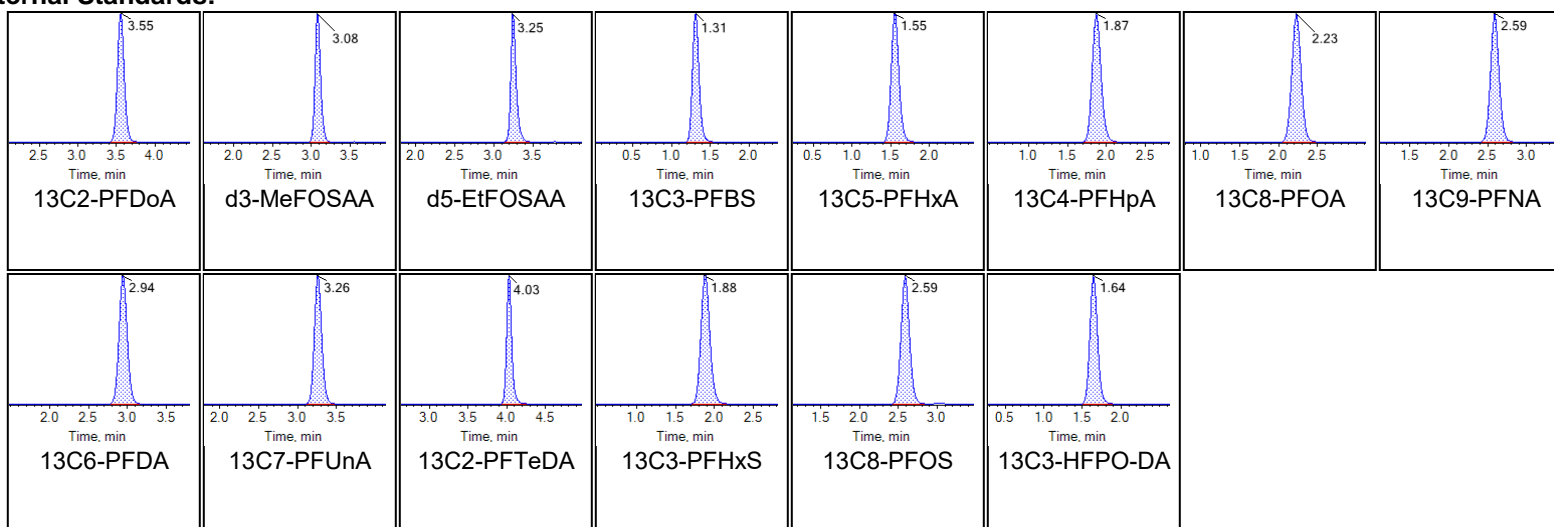 ternal Standards:
3.55
2.5 3.0 3.5 4.0
Time, min
13C2-PFDoA
3.08
2.0 2.5 3.0 3.5
Time, min
d3-MeFOSAA
3.25
2.0 2.5 3.0 3.5
Time, min
d5-EtFOSAA
1.31
0.5 1.0 1.5 2.0
Time, min
13C3-PFBS
1.55
0.5 1.0 1.5 2.0
Time, min
13C5-PFHxA
1.87
1.0 1.5 2.0 2.5
Time, min
13C4-PFHpA
2.23
1.0 1.5 2.0 2.5
Time, min
13C8-PFOA
2.59
1.5 2.0 2.5 3.0
Time, min
13C9-PFNA
2.94
2.0 2.5 3.0 3.5
Time, min
13C6-PFDA
3.26
2.0 2.5 3.0 3.5
Time, min
13C7-PFUnA
4.03
3.0 3.5 4.0 4.5
Time, min
13C2-PFTeDA
1.88
1.0 1.5 2.0 2.5
Time, min
13C3-PFHxS
2.59
1.5 2.0 2.5 3.0
Time, min
13C8-PFOS
1.64
0.5 1.0 1.5 2.0
Time, min
13C3-HFPO-DA